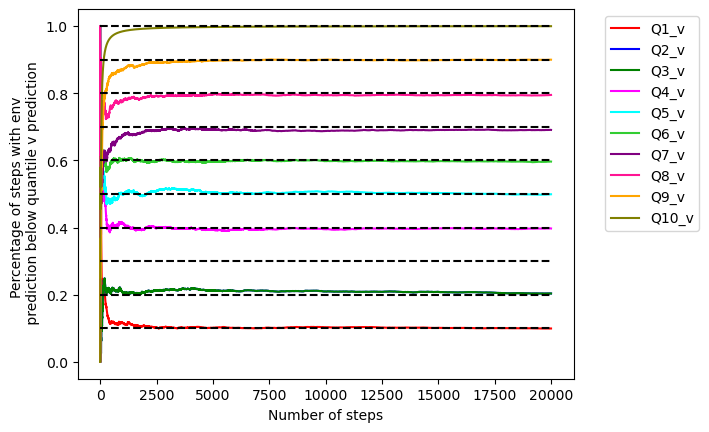 Percentage of steps with env
prediction below quantile v prediction
1.0
0.8
0.6
0.4
0.2
0.0
0
2500
5000
7500
10000
12500
15000
17500
20000
Number of steps
Q1_v
Q2_v
Q3_v
Q4_v
Q5_v
Q6_v
Q7_v
Q8_v
Q9_v
Q10_v